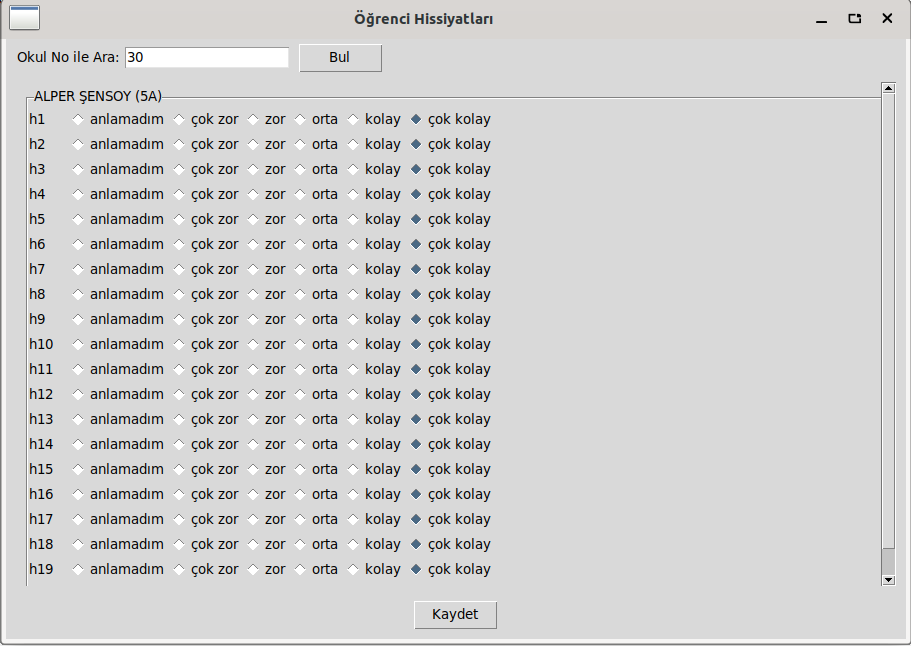 Öğrenci Hissiyatları
Okul No ile Ara: 30 Bul
ALPER ŞENSOY (5A)
h1 anlamadım çok zor zor orta kolay çok kolay
h2 anlamadım çok zor zor orta kolay çok kolay
h3 anlamadım çok zor zor orta kolay çok kolay
h4 anlamadım çok zor zor orta kolay çok kolay
h5 anlamadım çok zor zor orta kolay çok kolay
h6 anlamadım çok zor zor orta kolay çok kolay
h7 anlamadım çok zor zor orta kolay çok kolay
h8 anlamadım çok zor zor orta kolay çok kolay
h9 anlamadım çok zor zor orta kolay çok kolay
h10 anlamadım çok zor zor orta kolay çok kolay
h11 anlamadım çok zor zor orta kolay çok kolay
h12 anlamadım çok zor zor orta kolay çok kolay
h13 anlamadım çok zor zor orta kolay çok kolay
h14 anlamadım çok zor zor orta kolay çok kolay
h15 anlamadım çok zor zor orta kolay çok kolay
h16 anlamadım çok zor zor orta kolay çok kolay
h17 anlamadım çok zor zor orta kolay çok kolay
h18 anlamadım çok zor zor orta kolay çok kolay
h19 anlamadım çok zor zor orta kolay çok kolay
Kaydet